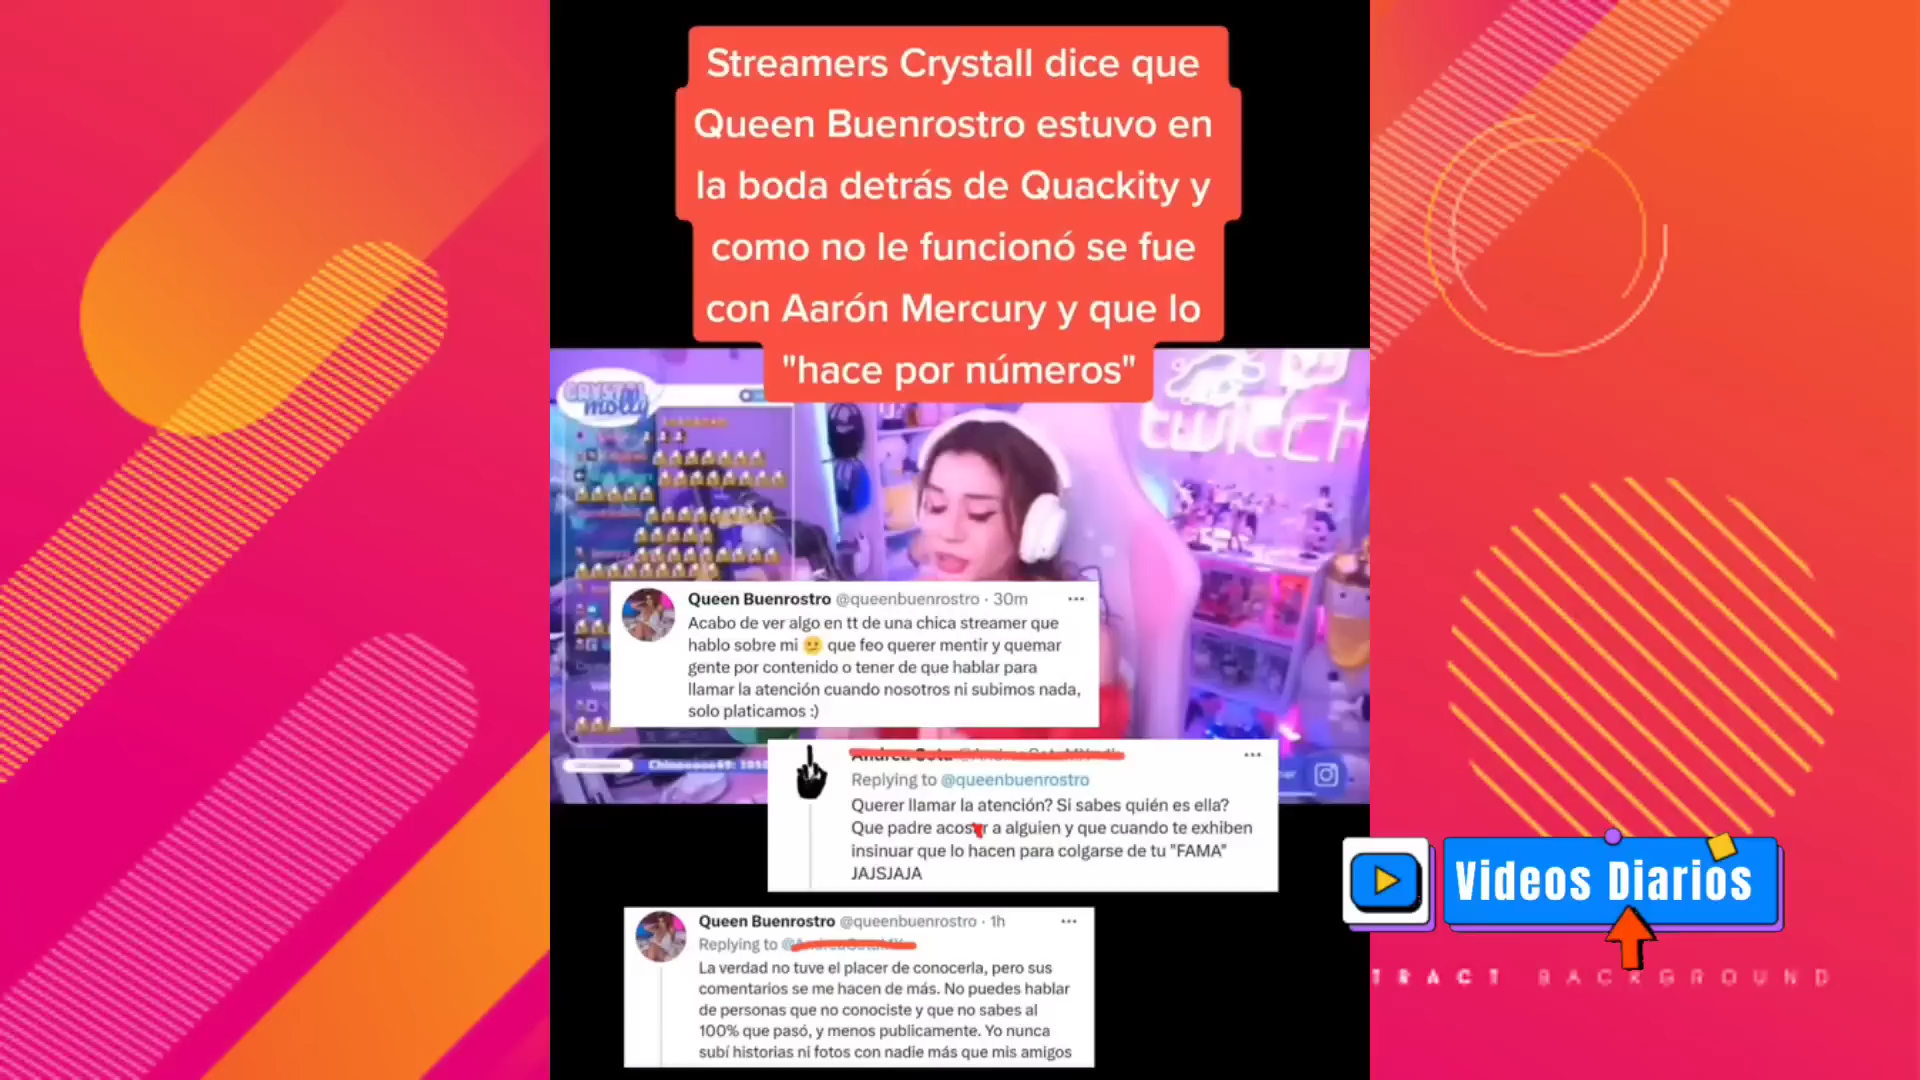 Streamers Crystall dice que
Queen Buenrostro estuvo en
la boda detrás de Quackity y
como no le funcionó se fue
con Aarón Mercury y que lo
"hace por números"
CRYSTAL
molly
twitch
Queen Buenrostro @queenbuenrostro · 30m
Acabo de ver algo en tt de una chica streamer que
hablo sobre mi 🫤 que feo querer mentir y quemar
gente por contenido o tener de que hablar para
llamar la atención cuando nosotros ni subimos nada,
solo platicamos :)
Replying to @queenbuenrostro
Querer llamar la atención? Si sabes quién es ella?
Que padre acosar a alguien y que cuando te exhiben
insinuar que lo hacen para colgarse de tu "FAMA"
JAJSJAJA
Queen Buenrostro @queenbuenrostro · 1h
Replying to
La verdad no tuve el placer de conocerla, pero sus
comentarios se me hacen de más. No puedes hablar
de personas que no conociste y que no sabes al
100% que pasó, y menos publicamente. Yo nunca
subí historias ni fotos con nadie más que mis amigos
Videos Diarios
TRACT BACKGROUND